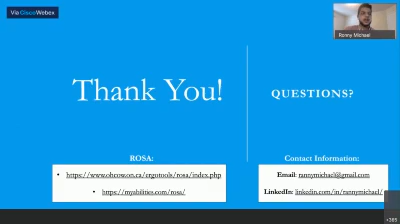 Via Cisco Webex
Ronny Michael
Thank You!
QUESTIONS?
ROSA:
• https://www.ohcow.on.ca/ergotools/rosa/index.php
• https://myabilities.com/rosa/
Contact Information:
Email: rannymichael@gmail.com
LinkedIn: linkedin.com/in/rannymichael/
+385